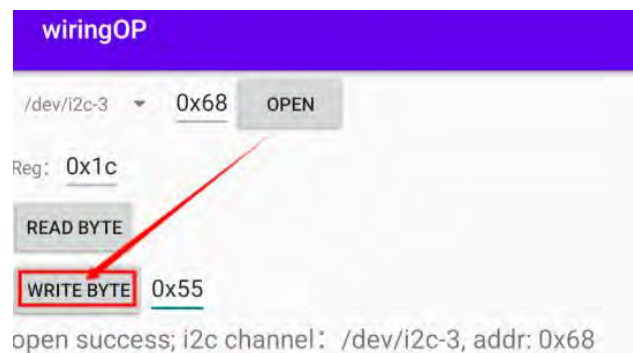 wiringOP
/dev/i2c-3 0x68 OPEN
Reg: 0x1c
READ BYTE
WRITE BYTE 0x55
open success; i2c channel: /dev/i2c-3, addr: 0x68